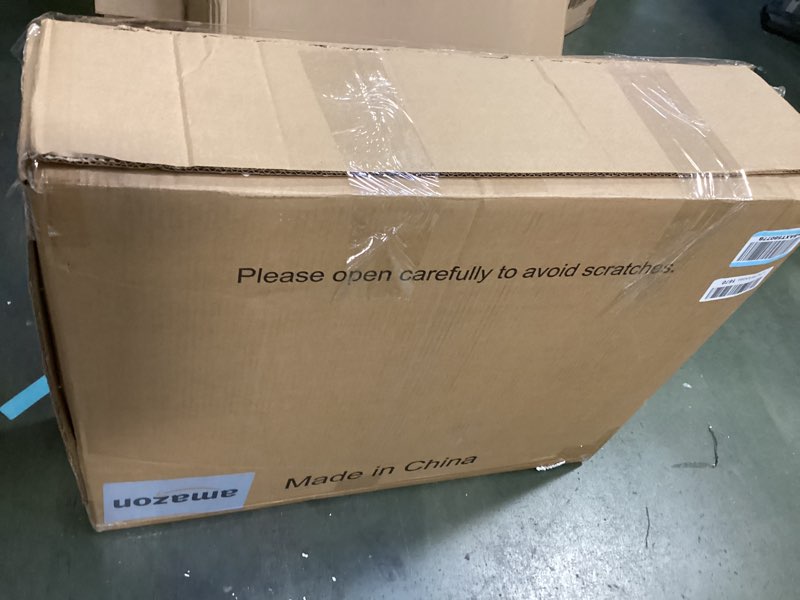 Please open carefully to avoid scratches.
Made in China
amazon